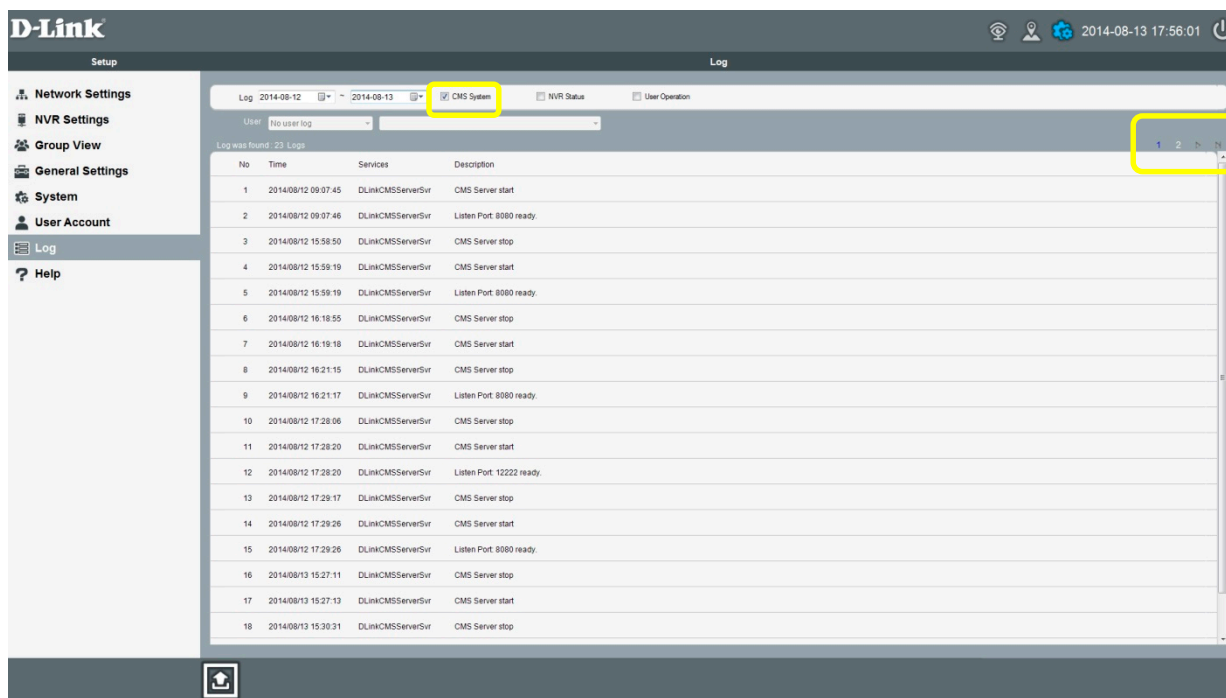 D-Link
2014-08-13 17:56:01
Setup
Log
Network Settings
NVR Settings
Group View
General Settings
System
User Account
Log
Help
Log 2014-08-12 ~ 2014-08-13 CMS System NVR Status User Operation
User No user log
Log was found : 23 Logs 1 2
No Time Services Description
1 2014/08/12 09:07:45 DLinkCMSServerSvr CMS Server start
2 2014/08/12 09:07:46 DLinkCMSServerSvr Listen Port: 8080 ready.
3 2014/08/12 15:58:50 DLinkCMSServerSvr CMS Server stop
4 2014/08/12 15:59:19 DLinkCMSServerSvr CMS Server start
5 2014/08/12 15:59:19 DLinkCMSServerSvr Listen Port: 8080 ready.
6 2014/08/12 16:18:55 DLinkCMSServerSvr CMS Server stop
7 2014/08/12 16:19:18 DLinkCMSServerSvr CMS Server start
8 2014/08/12 16:21:15 DLinkCMSServerSvr CMS Server stop
9 2014/08/12 16:21:17 DLinkCMSServerSvr Listen Port: 8080 ready.
10 2014/08/12 17:28:06 DLinkCMSServerSvr CMS Server stop
11 2014/08/12 17:28:20 DLinkCMSServerSvr CMS Server start
12 2014/08/12 17:28:20 DLinkCMSServerSvr Listen Port: 12222 ready.
13 2014/08/12 17:29:17 DLinkCMSServerSvr CMS Server stop
14 2014/08/12 17:29:26 DLinkCMSServerSvr CMS Server start
15 2014/08/12 17:29:26 DLinkCMSServerSvr Listen Port: 8080 ready.
16 2014/08/13 15:27:11 DLinkCMSServerSvr CMS Server stop
17 2014/08/13 15:27:13 DLinkCMSServerSvr CMS Server start
18 2014/08/13 15:30:31 DLinkCMSServerSvr CMS Server stop